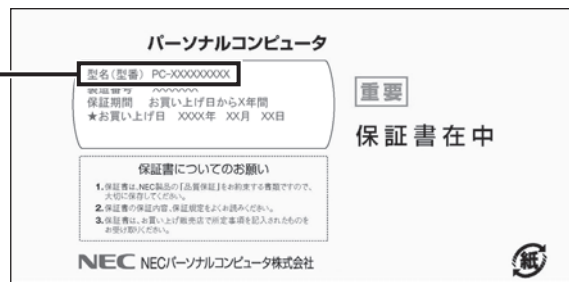 パーソナルコンピュータ
型名(型番) PC-XXXXXXXXX
製造番号 XXXXXXX
保証期間 お買い上げ日からX年間
★お買い上げ日 XXXX年 XX月 XX日
重要
保証書在中
保証書についてのお願い
1.保証書は、NEC製品の「品質保証」をお約束する書類ですので、
大切に保存してください。
2.保証書の保証内容、保証規定をよくお読みください。
3.保証書は、お買い上げ販売店で所定事項を記入されたものを
お受け取りください。
NEC NECパーソナルコンピュータ株式会社
紙